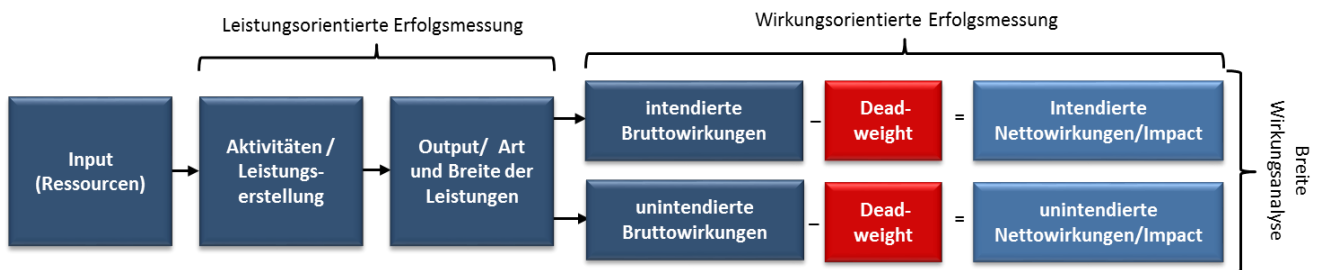 Leistungsorientierte Erfolgsmessung
Wirkungsorientierte Erfolgsmessung
Input
(Ressourcen)
Aktivitäten /
Leistungs-
erstellung
Output/ Art
und Breite der
Leistungen
intendierte
Bruttowirkungen
–
Dead-
weight
=
Intendierte
Nettowirkungen/Impact
unintendierte
Bruttowirkungen
–
Dead-
weight
=
unintendierte
Nettowirkungen/Impact
Breite
Wirkungsanalyse